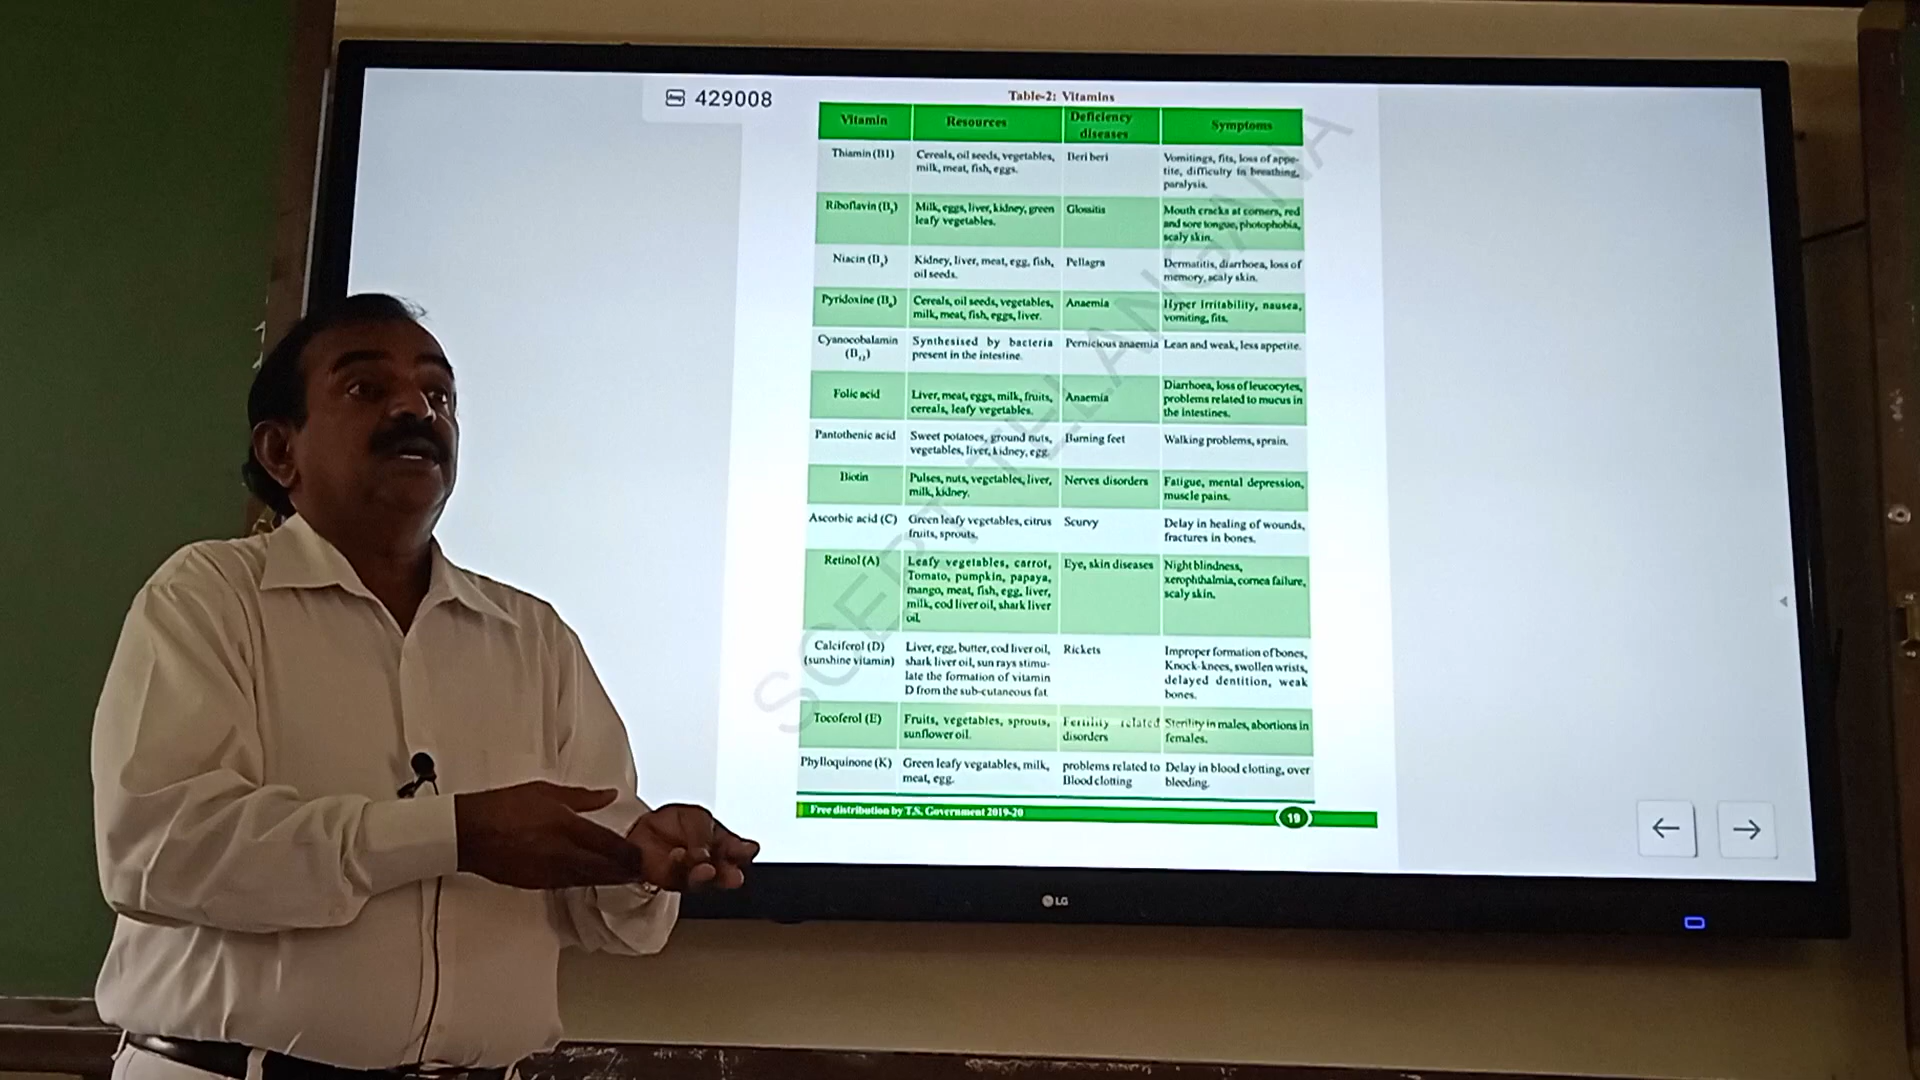 429008
Table-2: Vitamins
Vitamin Resources Deficiency diseases Symptoms
Thiamin (B1) Cereals, oil seeds, vegetables, milk, meat, fish, eggs. Beri beri Vomitings, fits, loss of appe-tite, difficulty in breathing, paralysis.
Riboflavin (B₂) Milk, eggs, liver, kidney, green leafy vegetables. Glossitis Mouth cracks at corners, red and sore tongue, photophobia, scaly skin.
Niacin (B₃) Kidney, liver, meat, egg, fish, oil seeds. Pellagra Dermatitis, diarrhoea, loss of memory, scaly skin.
Pyridoxine (B₆) Cereals, oil seeds, vegetables, milk, meat, fish, eggs, liver. Anaemia Hyper irritability, nausea, vomiting, fits.
Cyanocobalamin (B₁₂) Synthesised by bacteria present in the intestine. Pernicious anaemia Lean and weak, less appetite.
Folic acid Liver, meat, eggs, milk, fruits, cereals, leafy vegetables. Anaemia Diarrhoea, loss of leucocytes, problems related to mucus in the intestines.
Pantothenic acid Sweet potatoes, ground nuts, vegetables, liver, kidney, egg. Burning feet Walking problems, sprain.
Biotin Pulses, nuts, vegetables, liver, milk, kidney. Nerves disorders Fatigue, mental depression, muscle pains.
Ascorbic acid (C) Green leafy vegetables, citrus fruits, sprouts. Scurvy Delay in healing of wounds, fractures in bones.
Retinol (A) Leafy vegetables, carrot, Tomato, pumpkin, papaya, mango, meat, fish, egg, liver, milk, cod liver oil, shark liver oil. Eye, skin diseases Night blindness, xerophthalmia, cornea failure, scaly skin.
Calciferol (D) (sunshine vitamin) Liver, egg, butter, cod liver oil, shark liver oil, sun rays stimu-late the formation of vitamin D from the sub-cutaneous fat. Rickets Improper formation of bones, Knock-knees, swollen wrists, delayed dentition, weak bones.
Tocoferol (E) Fruits, vegetables, sprouts, sunflower oil. Fertility related disorders Sterility in males, abortions in females.
Phylloquinone (K) Green leafy vegatables, milk, meat, egg. problems related to Blood clotting Delay in blood clotting, over bleeding.
Free distribution by T.S. Government 2019-20 19
SCERT TELANGANA
LG